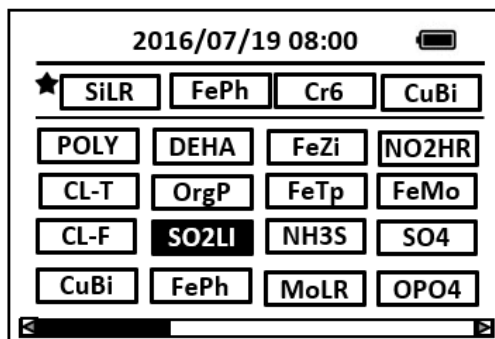 2016/07/19 08:00
SiLR FePh Cr6 CuBi
POLY DEHA FeZi NO2HR
CL-T OrgP FeTp FeMo
CL-F SO2LI NH3S SO4
CuBi FePh MoLR OPO4